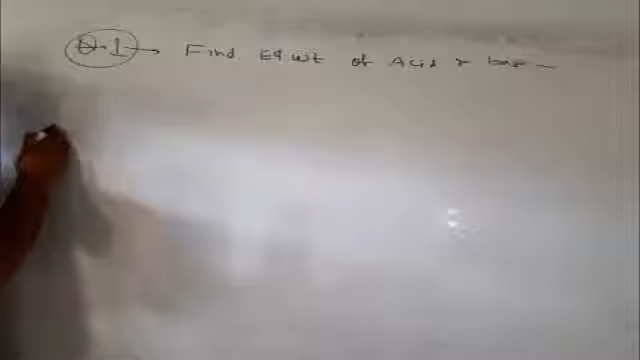 Q.1 → Find Eq wt of Acid & base —